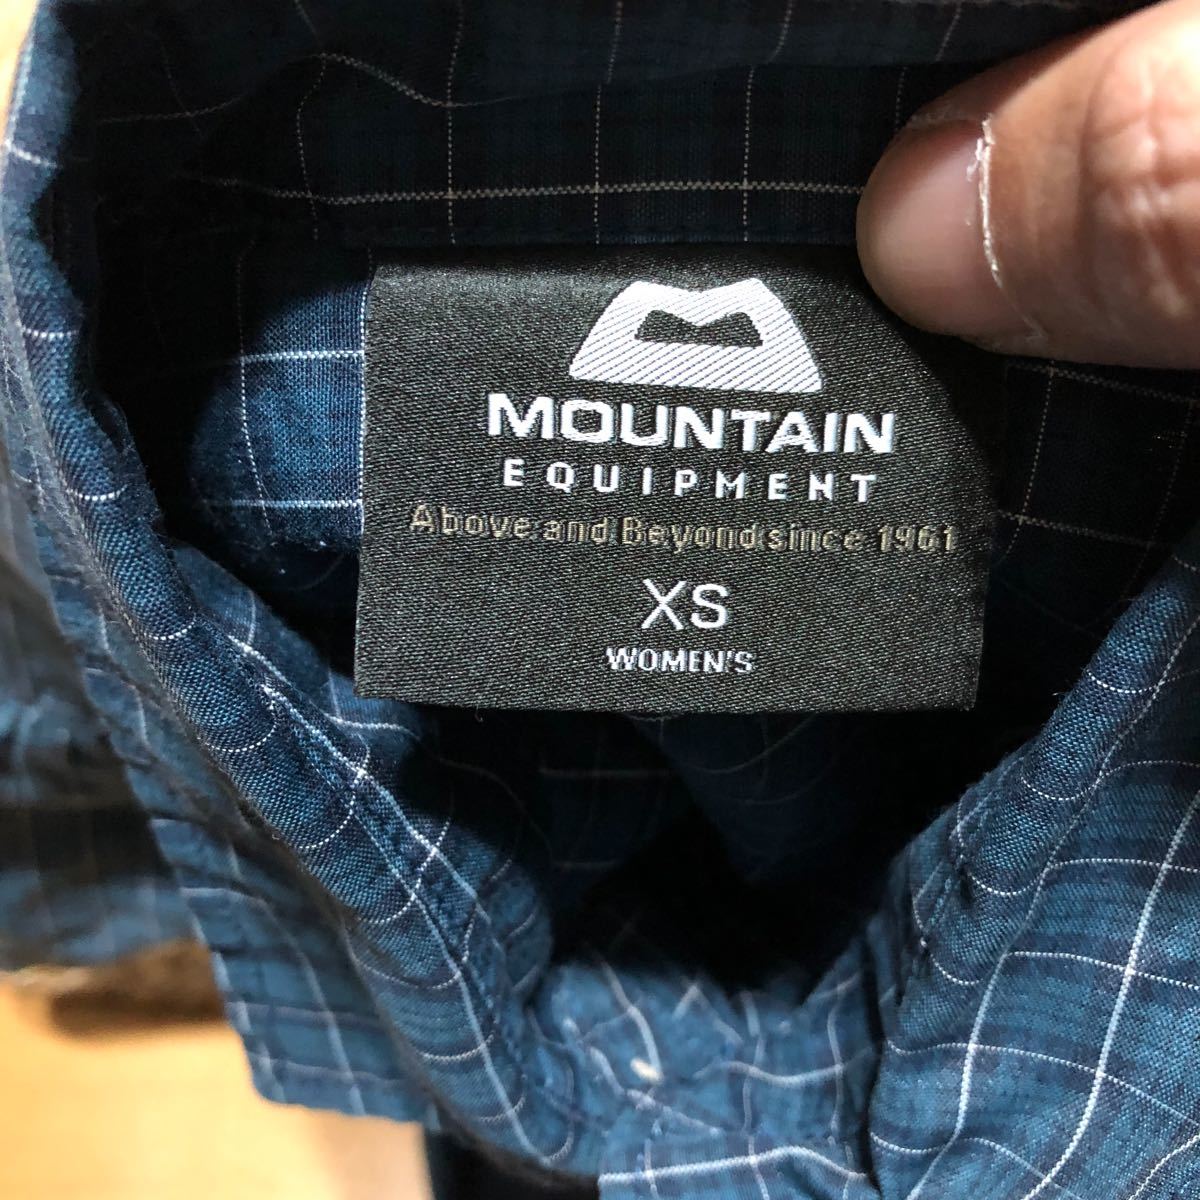 MOUNTAIN
EQUIPMENT
Above and Beyond since 1961
XS
WOMEN'S